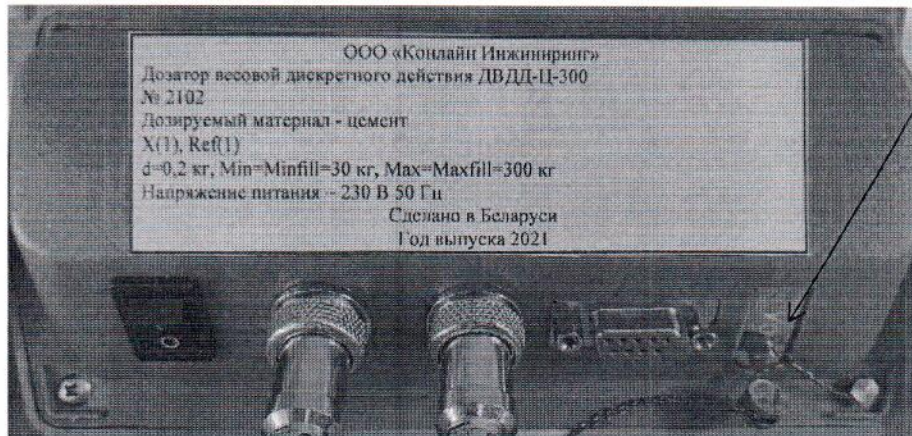 ООО «Конлайн Инжиниринг»
Дозатор весовой дискретного действия ДВДД-Ц-300
№ 2102
Дозируемый материал - цемент
X(1), Ref(1)
d=0,2 кг, Min=Minfill=30 кг, Max=Maxfill=300 кг
Напряжение питания – 230 В 50 Гц
Сделано в Беларуси
Год выпуска 2021